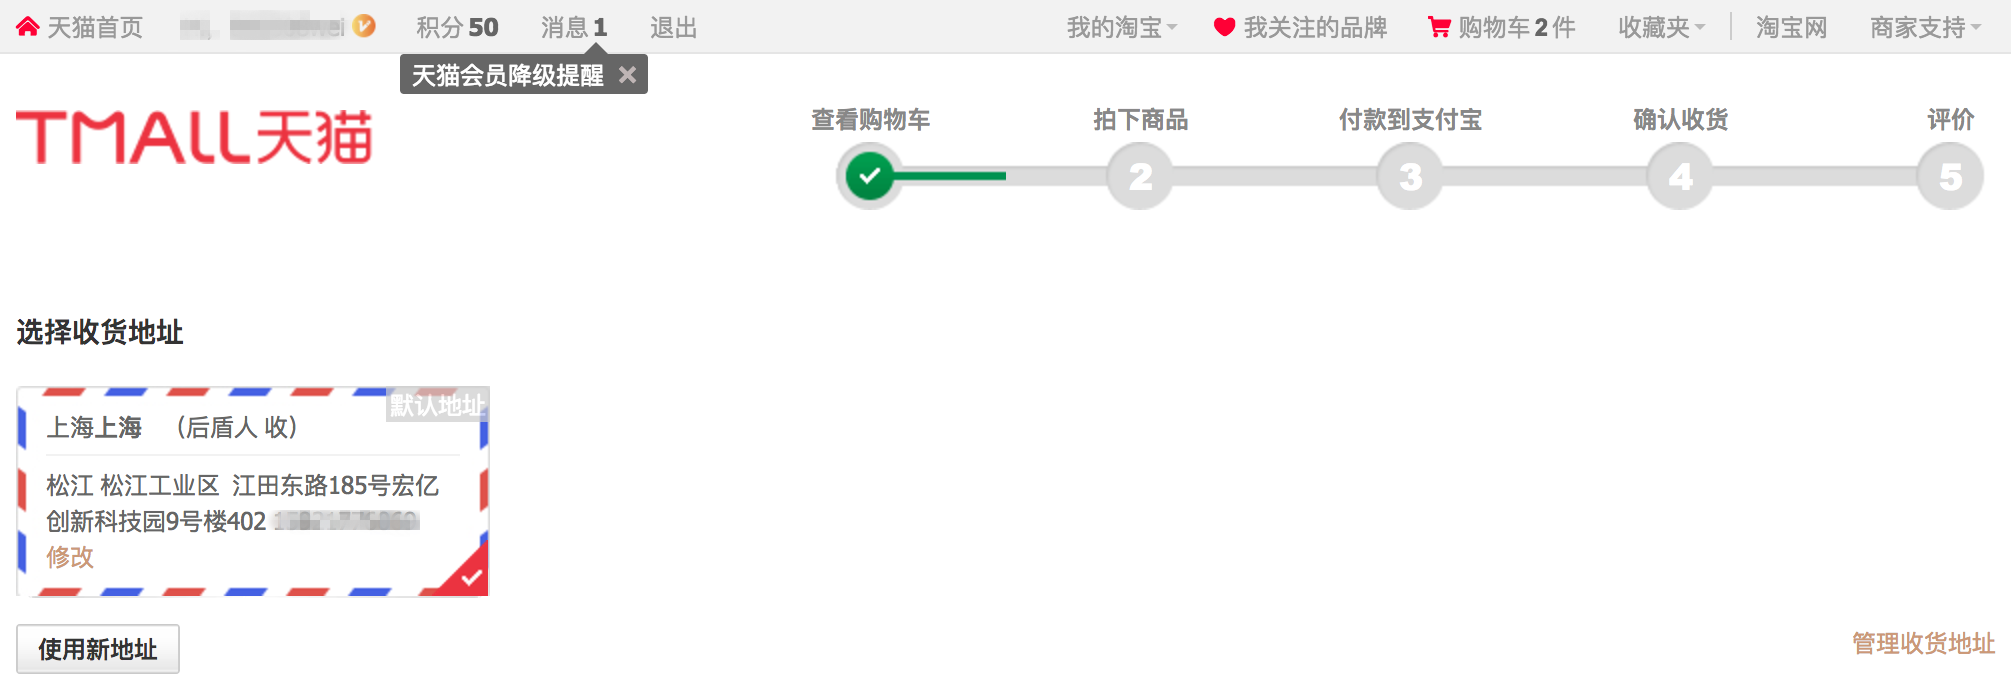 天猫首页 积分 50 消息 1 退出 我的淘宝 我关注的品牌 购物车 2 件 收藏夹 淘宝网 商家支持
天猫会员降级提醒
TMALL天猫
查看购物车 拍下商品 付款到支付宝 确认收货 评价
2 3 4 5
选择收货地址
默认地址
上海上海 （后盾人 收）
松江 松江工业区 江田东路185号宏亿
创新科技园9号楼402
修改
使用新地址
管理收货地址